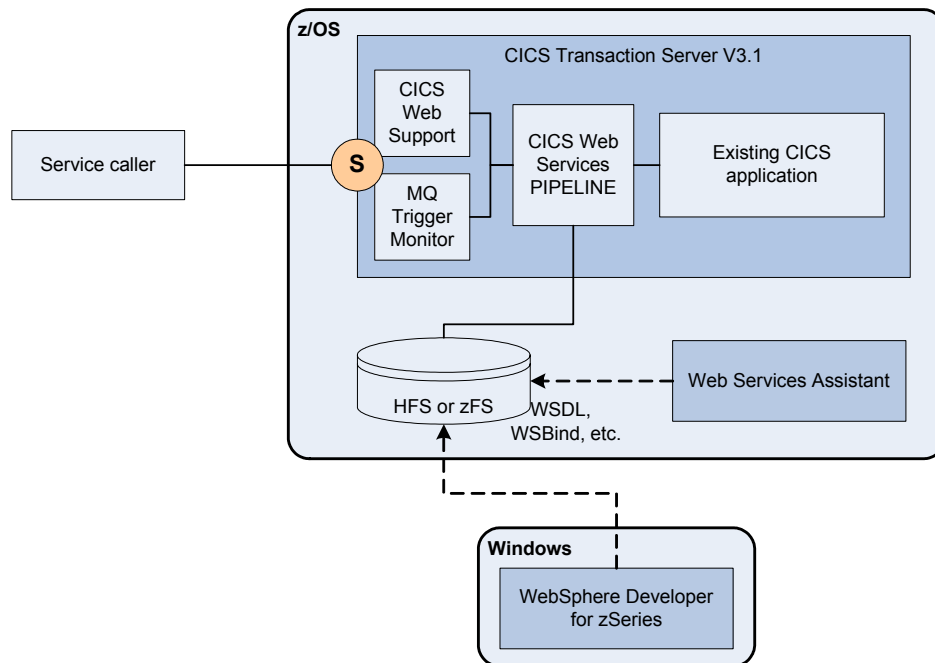 z/OS
CICS Transaction Server V3.1
CICS
Web
Support
Service caller
S
MQ
Trigger
Monitor
CICS Web
Services
PIPELINE
Existing CICS
application
HFS or zFS
WSDL,
WSBind, etc.
Web Services Assistant
Windows
WebSphere Developer
for zSeries